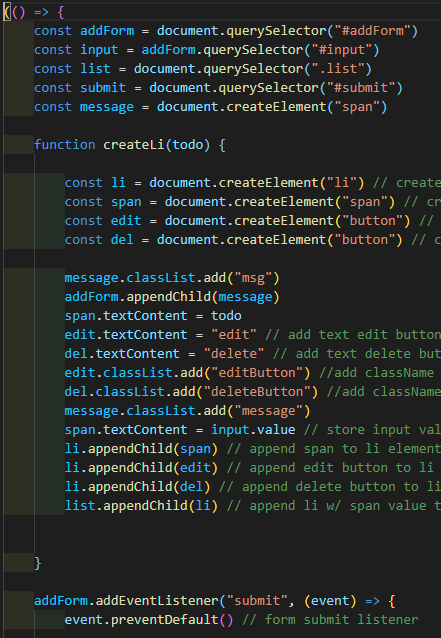 (() => {
const addForm = document.querySelector("#addForm")
const input = addForm.querySelector("#input")
const list = document.querySelector(".list")
const submit = document.querySelector("#submit")
const message = document.createElement("span")
function createLi(todo) {
const li = document.createElement("li") // create
const span = document.createElement("span") // cr
const edit = document.createElement("button") //
const del = document.createElement("button") // c
message.classList.add("msg")
addForm.appendChild(message)
span.textContent = todo
edit.textContent = "edit" // add text edit button
del.textContent = "delete" // add text delete but
edit.classList.add("editButton") //add className
del.classList.add("deleteButton") //add className
message.classList.add("message")
span.textContent = input.value // store input val
li.appendChild(span) // append span to li element
li.appendChild(edit) // append edit button to li
li.appendChild(del) // append delete button to li
list.appendChild(li) // append li w/ span value t
}
addForm.addEventListener("submit", (event) => {
event.preventDefault() // form submit listener